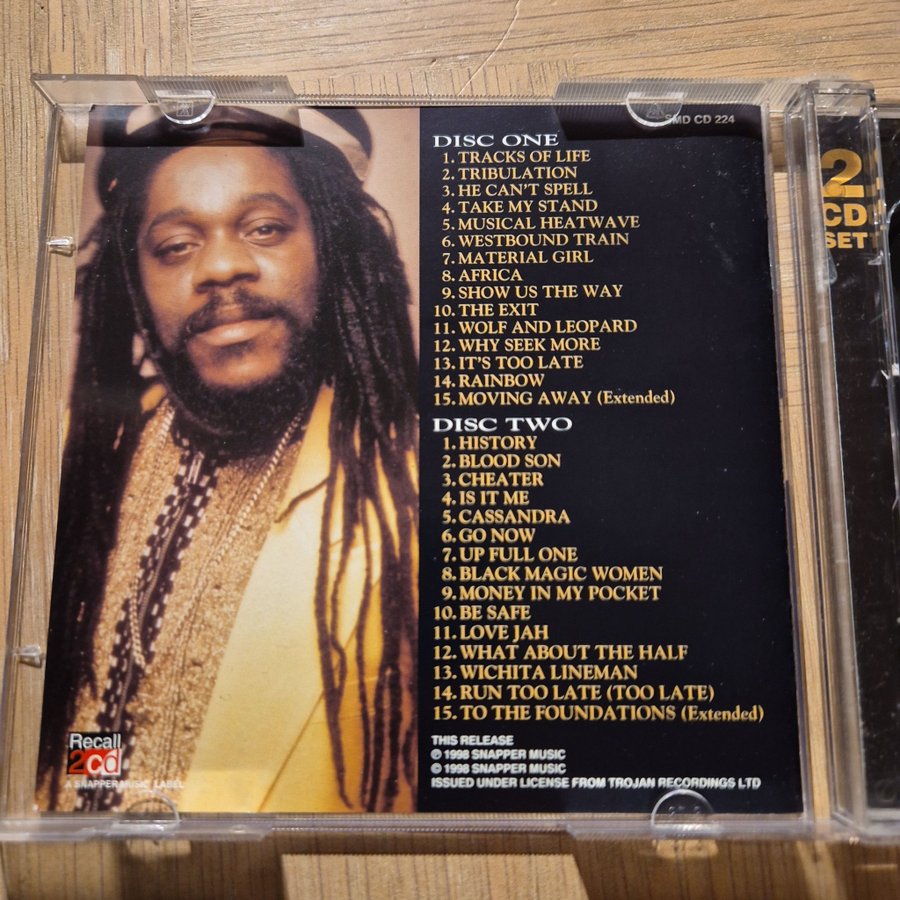 SMD CD 224
DISC ONE
1. TRACKS OF LIFE
2. TRIBULATION
3. HE CAN'T SPELL
4. TAKE MY STAND
5. MUSICAL HEATWAVE
6. WESTBOUND TRAIN
7. MATERIAL GIRL
8. AFRICA
9. SHOW US THE WAY
10. THE EXIT
11. WOLF AND LEOPARD
12. WHY SEEK MORE
13. IT'S TOO LATE
14. RAINBOW
15. MOVING AWAY (Extended)
DISC TWO
1. HISTORY
2. BLOOD SON
3. CHEATER
4. IS IT ME
5. CASSANDRA
6. GO NOW
7. UP FULL ONE
8. BLACK MAGIC WOMEN
9. MONEY IN MY POCKET
10. BE SAFE
11. LOVE JAH
12. WHAT ABOUT THE HALF
13. WICHITA LINEMAN
14. RUN TOO LATE (TOO LATE)
15. TO THE FOUNDATIONS (Extended)
THIS RELEASE
℗ 1998 SNAPPER MUSIC
© 1998 SNAPPER MUSIC
ISSUED UNDER LICENSE FROM TROJAN RECORDINGS LTD
Recall
2cd
A SNAPPER MUSIC LABEL
2
CD
SET